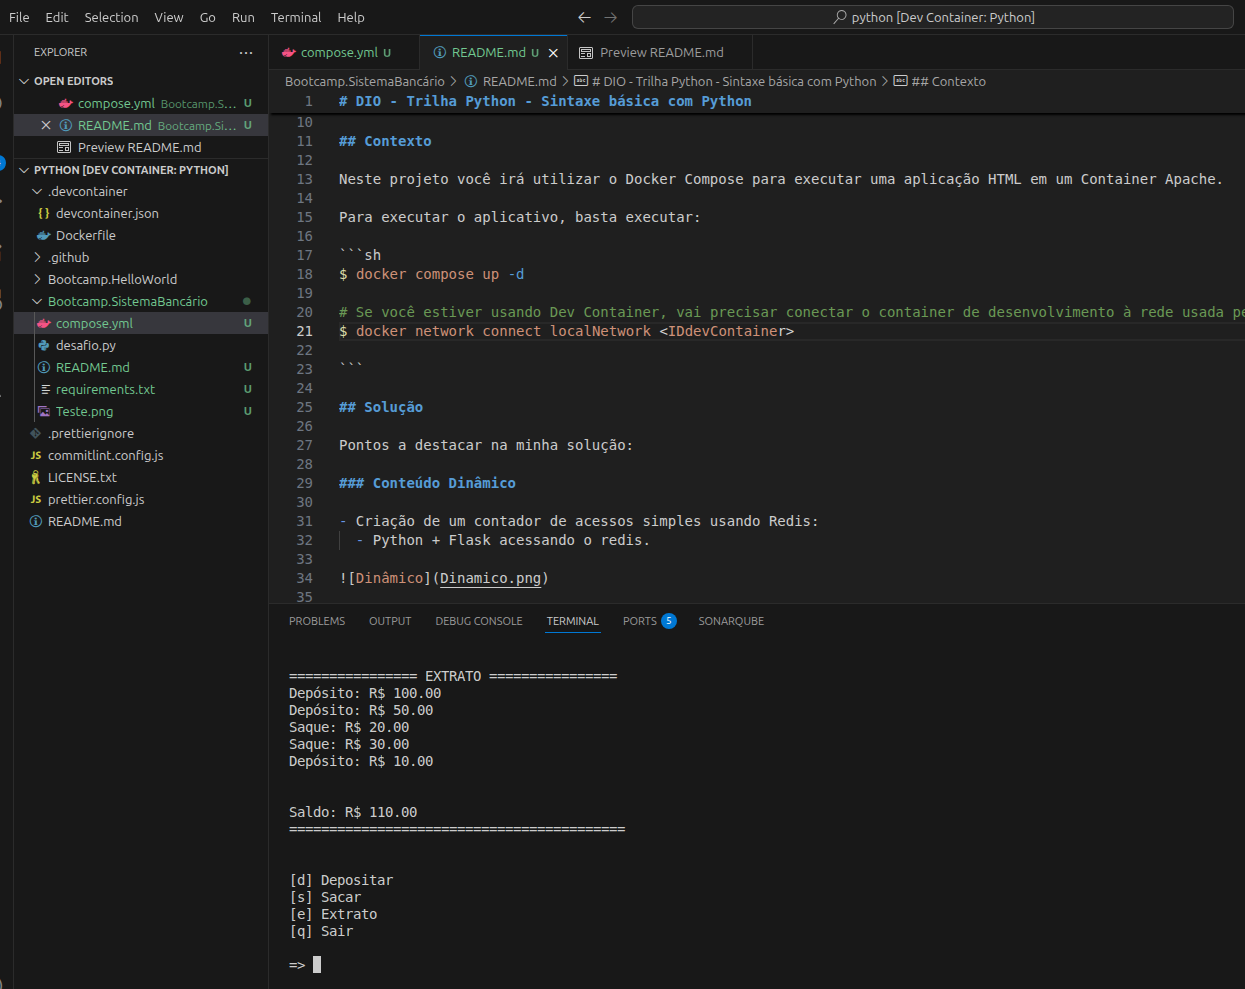 File Edit Selection View Go Run Terminal Help
python [Dev Container: Python]
EXPLORER
OPEN EDITORS
compose.yml Bootcamp.S... U
README.md Bootcamp.Si... U
Preview README.md
PYTHON [DEV CONTAINER: PYTHON]
.devcontainer
devcontainer.json
Dockerfile
.github
Bootcamp.HelloWorld
Bootcamp.SistemaBancário
compose.yml U
desafio.py
README.md U
requirements.txt U
Teste.png U
.prettierignore
commitlint.config.js
LICENSE.txt
prettier.config.js
README.md
compose.yml U README.md U Preview README.md
Bootcamp.SistemaBancário > README.md > # DIO - Trilha Python - Sintaxe básica com Python > ## Contexto
1 # DIO - Trilha Python - Sintaxe básica com Python
10
11 ## Contexto
12
13 Neste projeto você irá utilizar o Docker Compose para executar uma aplicação HTML em um Container Apache.
14
15 Para executar o aplicativo, basta executar:
16
17 ```sh
18 $ docker compose up -d
19
20 # Se você estiver usando Dev Container, vai precisar conectar o container de desenvolvimento à rede usada
21 $ docker network connect localNetwork <IDdevContainer>
22
23 ```
24
25 ## Solução
26
27 Pontos a destacar na minha solução:
28
29 ### Conteúdo Dinâmico
30
31 - Criação de um contador de acessos simples usando Redis:
32 - Python + Flask acessando o redis.
33
34 ![Dinâmico](Dinamico.png)
35
PROBLEMS OUTPUT DEBUG CONSOLE TERMINAL PORTS 5 SONARQUBE
================ EXTRATO ================
Depósito: R$ 100.00
Depósito: R$ 50.00
Saque: R$ 20.00
Saque: R$ 30.00
Depósito: R$ 10.00
Saldo: R$ 110.00
==========================================
[d] Depositar
[s] Sacar
[e] Extrato
[q] Sair
=>